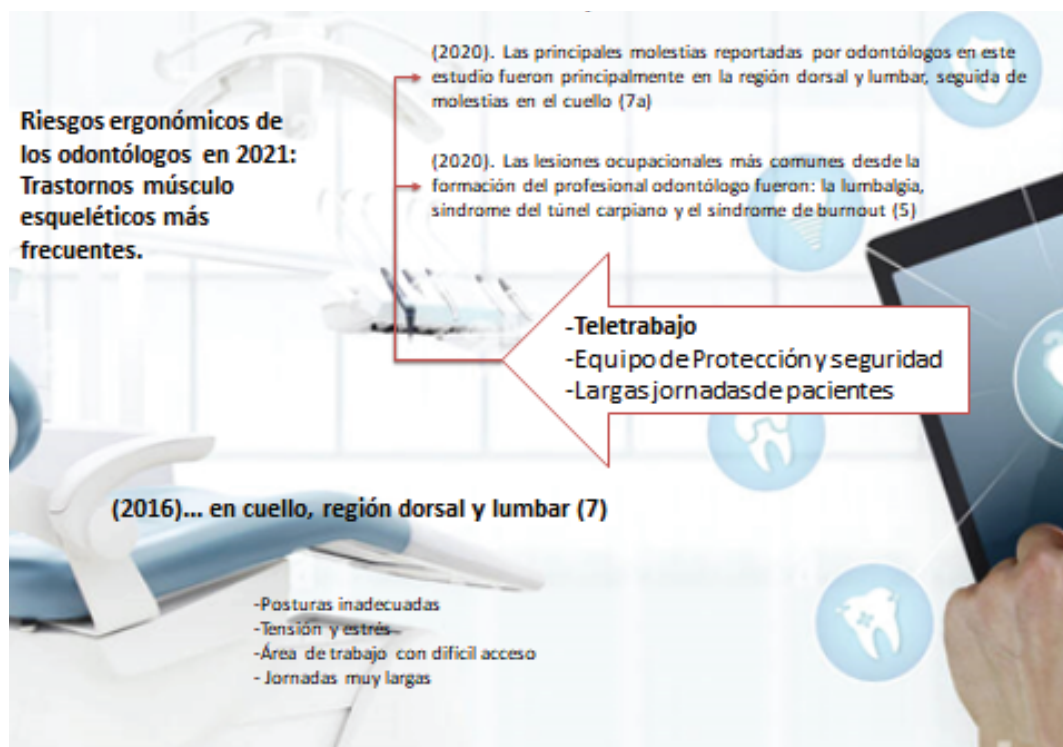 Riesgos ergonómicos de
los odontólogos en 2021:
Trastornos músculo
esqueléticos más
frecuentes.
(2020). Las principales molestias reportadas por odontólogos en este
estudio fueron principalmente en la región dorsal y lumbar, seguida de
molestias en el cuello (7a)
(2020). Las lesiones ocupacionales más comunes desde la
formación del profesional odontólogo fueron: la lumbalgia,
síndrome del túnel carpiano y el síndrome de burnout (5)
-Teletrabajo
-Equipo de Protección y seguridad
-Largas jornadas de pacientes
(2016)... en cuello, región dorsal y lumbar (7)
-Posturas inadecuadas
-Tensión y estrés
-Área de trabajo con difícil acceso
- Jornadas muy largas